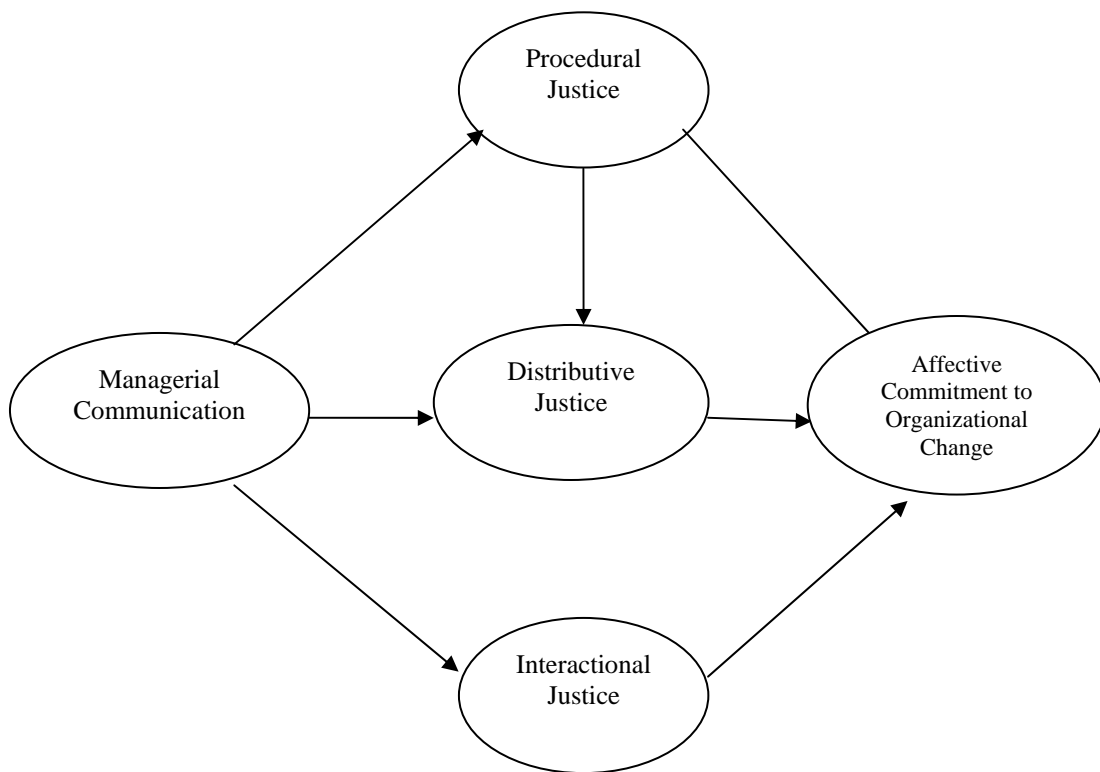 Procedural
Justice
Managerial
Communication
Distributive
Justice
Affective
Commitment to
Organizational
Change
Interactional
Justice